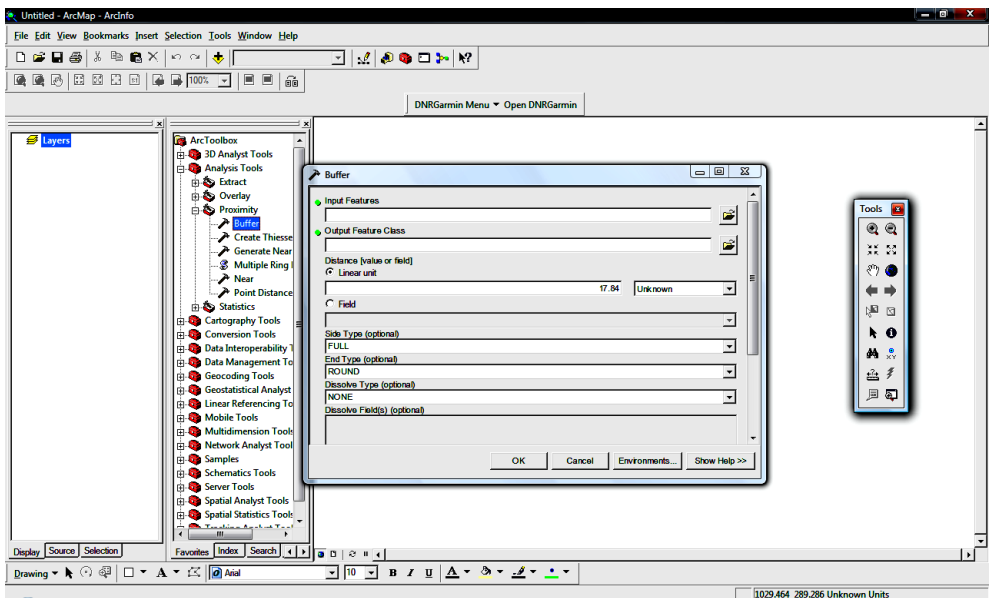 Untitled - ArcMap - ArcInfo
File Edit View Bookmarks Insert Selection Tools Window Help
100%
DNRGarmin Menu Open DNRGarmin
Layers
ArcToolbox
3D Analyst Tools
Analysis Tools
Extract
Overlay
Proximity
Buffer
Create Thiesse
Generate Near
Multiple Ring
Near
Point Distance
Statistics
Cartography Tools
Conversion Tools
Data Interoperability
Data Management To
Geocoding Tools
Geostatistical Analyst
Linear Referencing To
Mobile Tools
Multidimension Tools
Network Analyst Tool
Samples
Schematics Tools
Server Tools
Spatial Analyst Tools
Spatial Statistics Tools
Buffer
Input Features
Output Feature Class
Distance [value or field]
Linear unit
17.84 Unknown
Field
Side Type (optional)
FULL
End Type (optional)
ROUND
Dissolve Type (optional)
NONE
Dissolve Field(s) (optional)
OK Cancel Environments... Show Help >>
Tools
XY
Display Source Selection
Favorites Index Search
Drawing A Arial 10 B I U A
1029.464 289.286 Unknown Units